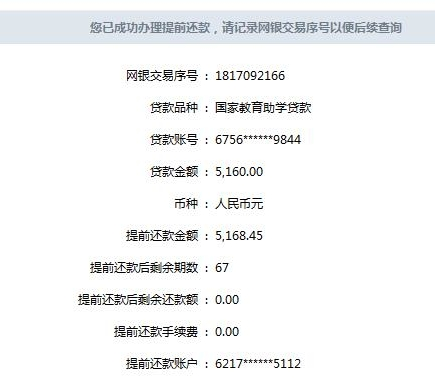 您已成功办理提前还款，请记录网银交易序号以便后续查询
网银交易序号：1817092166
贷款品种：国家教育助学贷款
贷款账号：6756******9844
贷款金额：5,160.00
币种：人民币元
提前还款金额：5,168.45
提前还款后剩余期数：67
提前还款后剩余还款额：0.00
提前还款手续费：0.00
提前还款账户：6217******5112